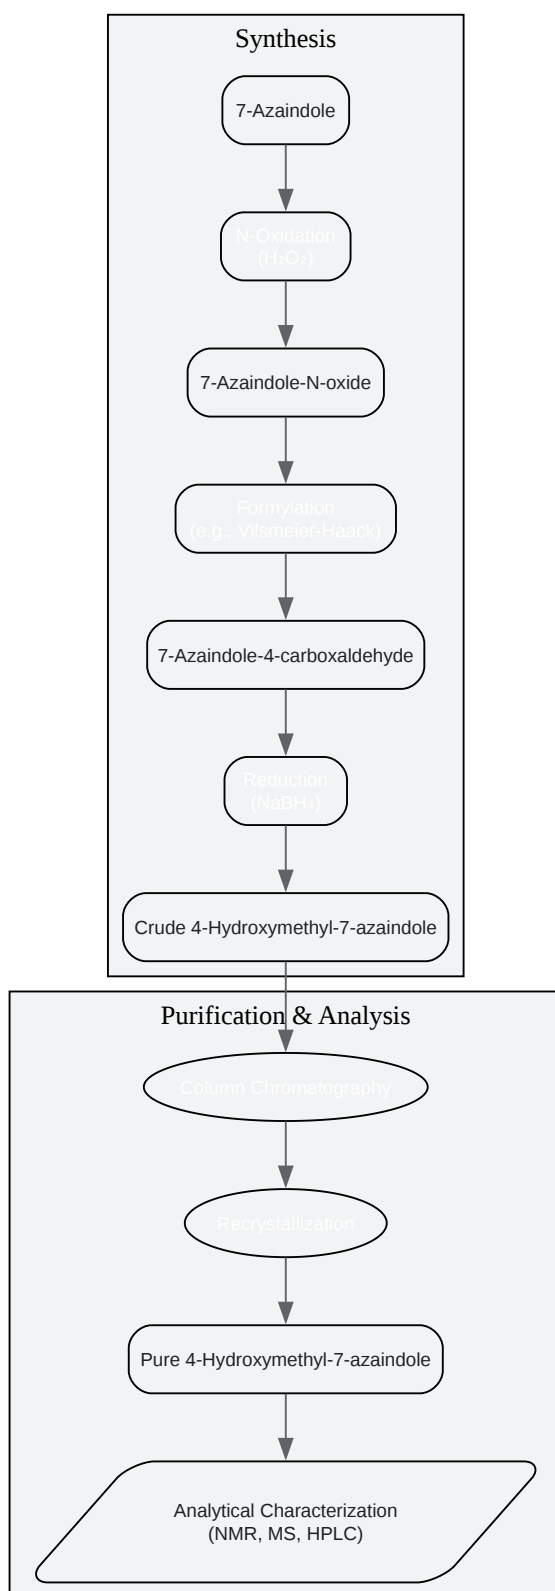 Synthesis
7-Azaindole
N-Oxidation
(H₂O₂)
7-Azaindole-N-oxide
Formylation
(e.g., Vilsmeier-Haack)
7-Azaindole-4-carboxaldehyde
Reduction
(NaBH₄)
Crude 4-Hydroxymethyl-7-azaindole
Purification & Analysis
Column Chromatography
Recrystallization
Pure 4-Hydroxymethyl-7-azaindole
Analytical Characterization
(NMR, MS, HPLC)